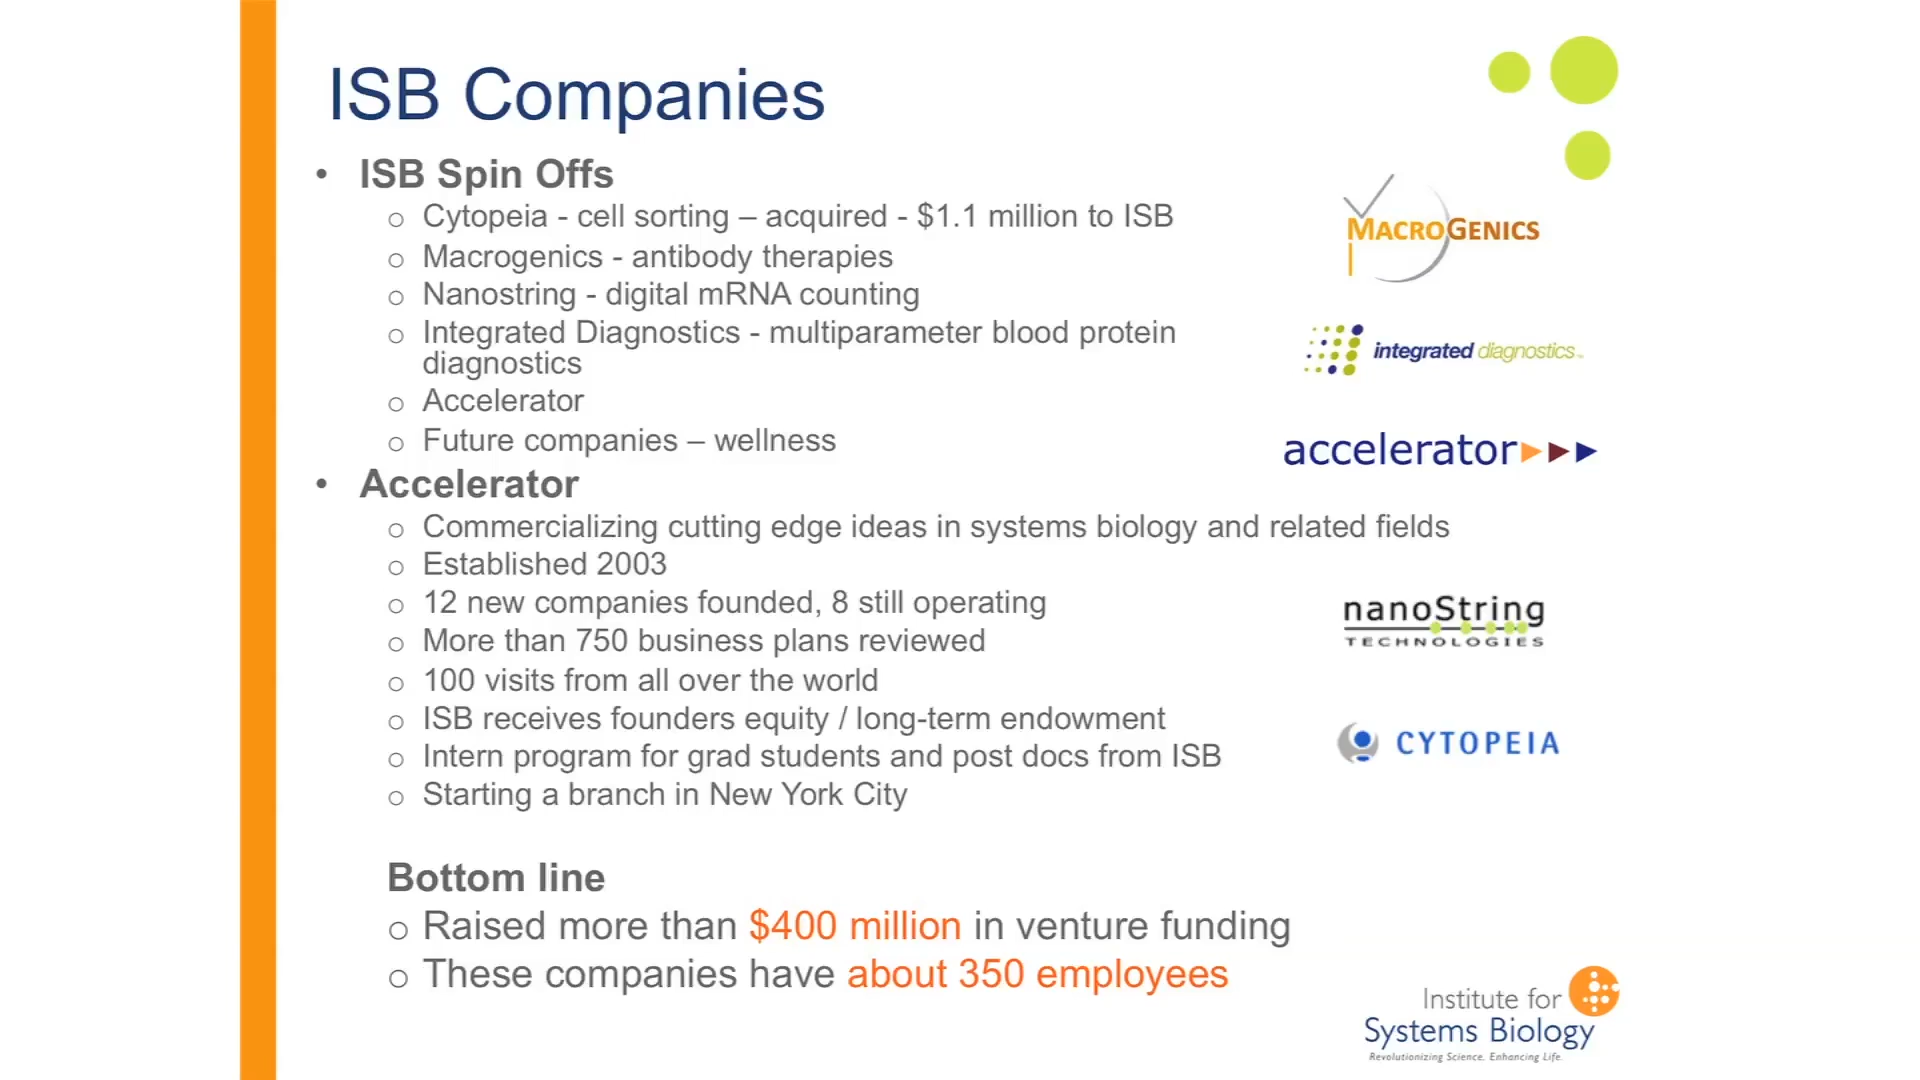 ISB Companies
• ISB Spin Offs
o Cytopeia - cell sorting – acquired - $1.1 million to ISB
o Macrogenics - antibody therapies
o Nanostring - digital mRNA counting
o Integrated Diagnostics - multiparameter blood protein
diagnostics
o Accelerator
o Future companies – wellness
• Accelerator
o Commercializing cutting edge ideas in systems biology and related fields
o Established 2003
o 12 new companies founded, 8 still operating
o More than 750 business plans reviewed
o 100 visits from all over the world
o ISB receives founders equity / long-term endowment
o Intern program for grad students and post docs from ISB
o Starting a branch in New York City
Bottom line
o Raised more than $400 million in venture funding
o These companies have about 350 employees
MACROGENICS
integrated diagnostics
accelerator
nanoString
TECHNOLOGIES
CYTOPEIA
Institute for
Systems Biology
Revolutionizing Science. Enhancing Life.